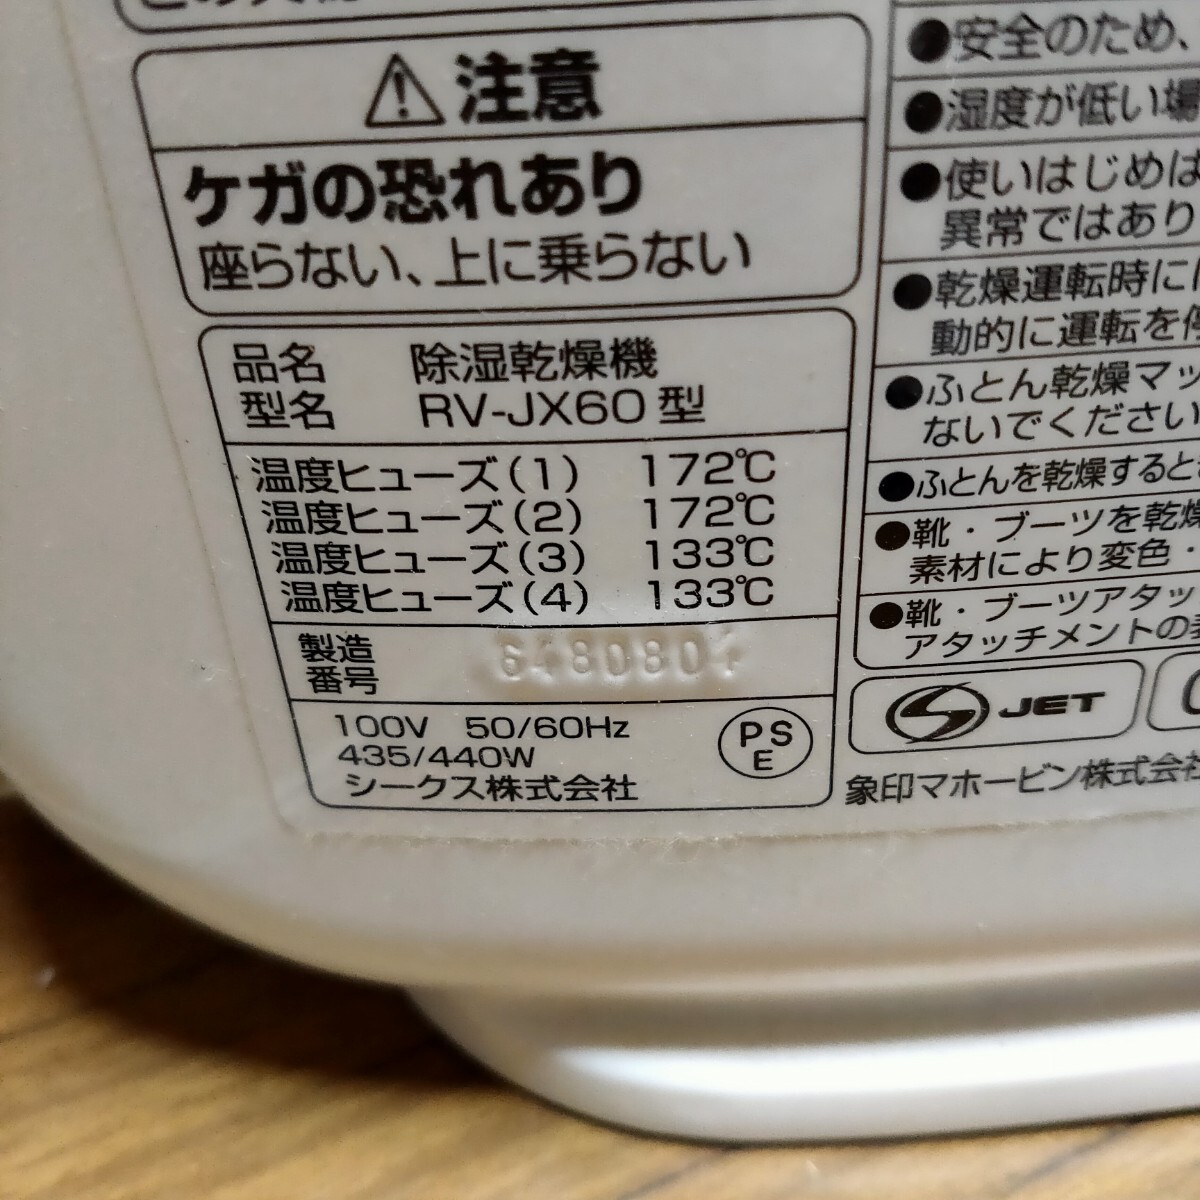 注意
ケガの恐れあり
座らない、上に乗らない
品名 除湿乾燥機
型名 RV-JX60型
温度ヒューズ(1) 172℃
温度ヒューズ(2) 172℃
温度ヒューズ(3) 133℃
温度ヒューズ(4) 133℃
製造
番号
100V 50/60Hz
435/440W
シークス株式会社
PS
E
●安全のため、
●湿度が低い場
●使いはじめは
異常ではあり
●乾燥運転時に
動的に運転を停
●ふとん乾燥マッ
ないでください
●ふとんを乾燥すると
●靴・ブーツを乾燥
素材により変色・
●靴・ブーツアタッ
アタッチメントの
JET
象印マホービン株式会社